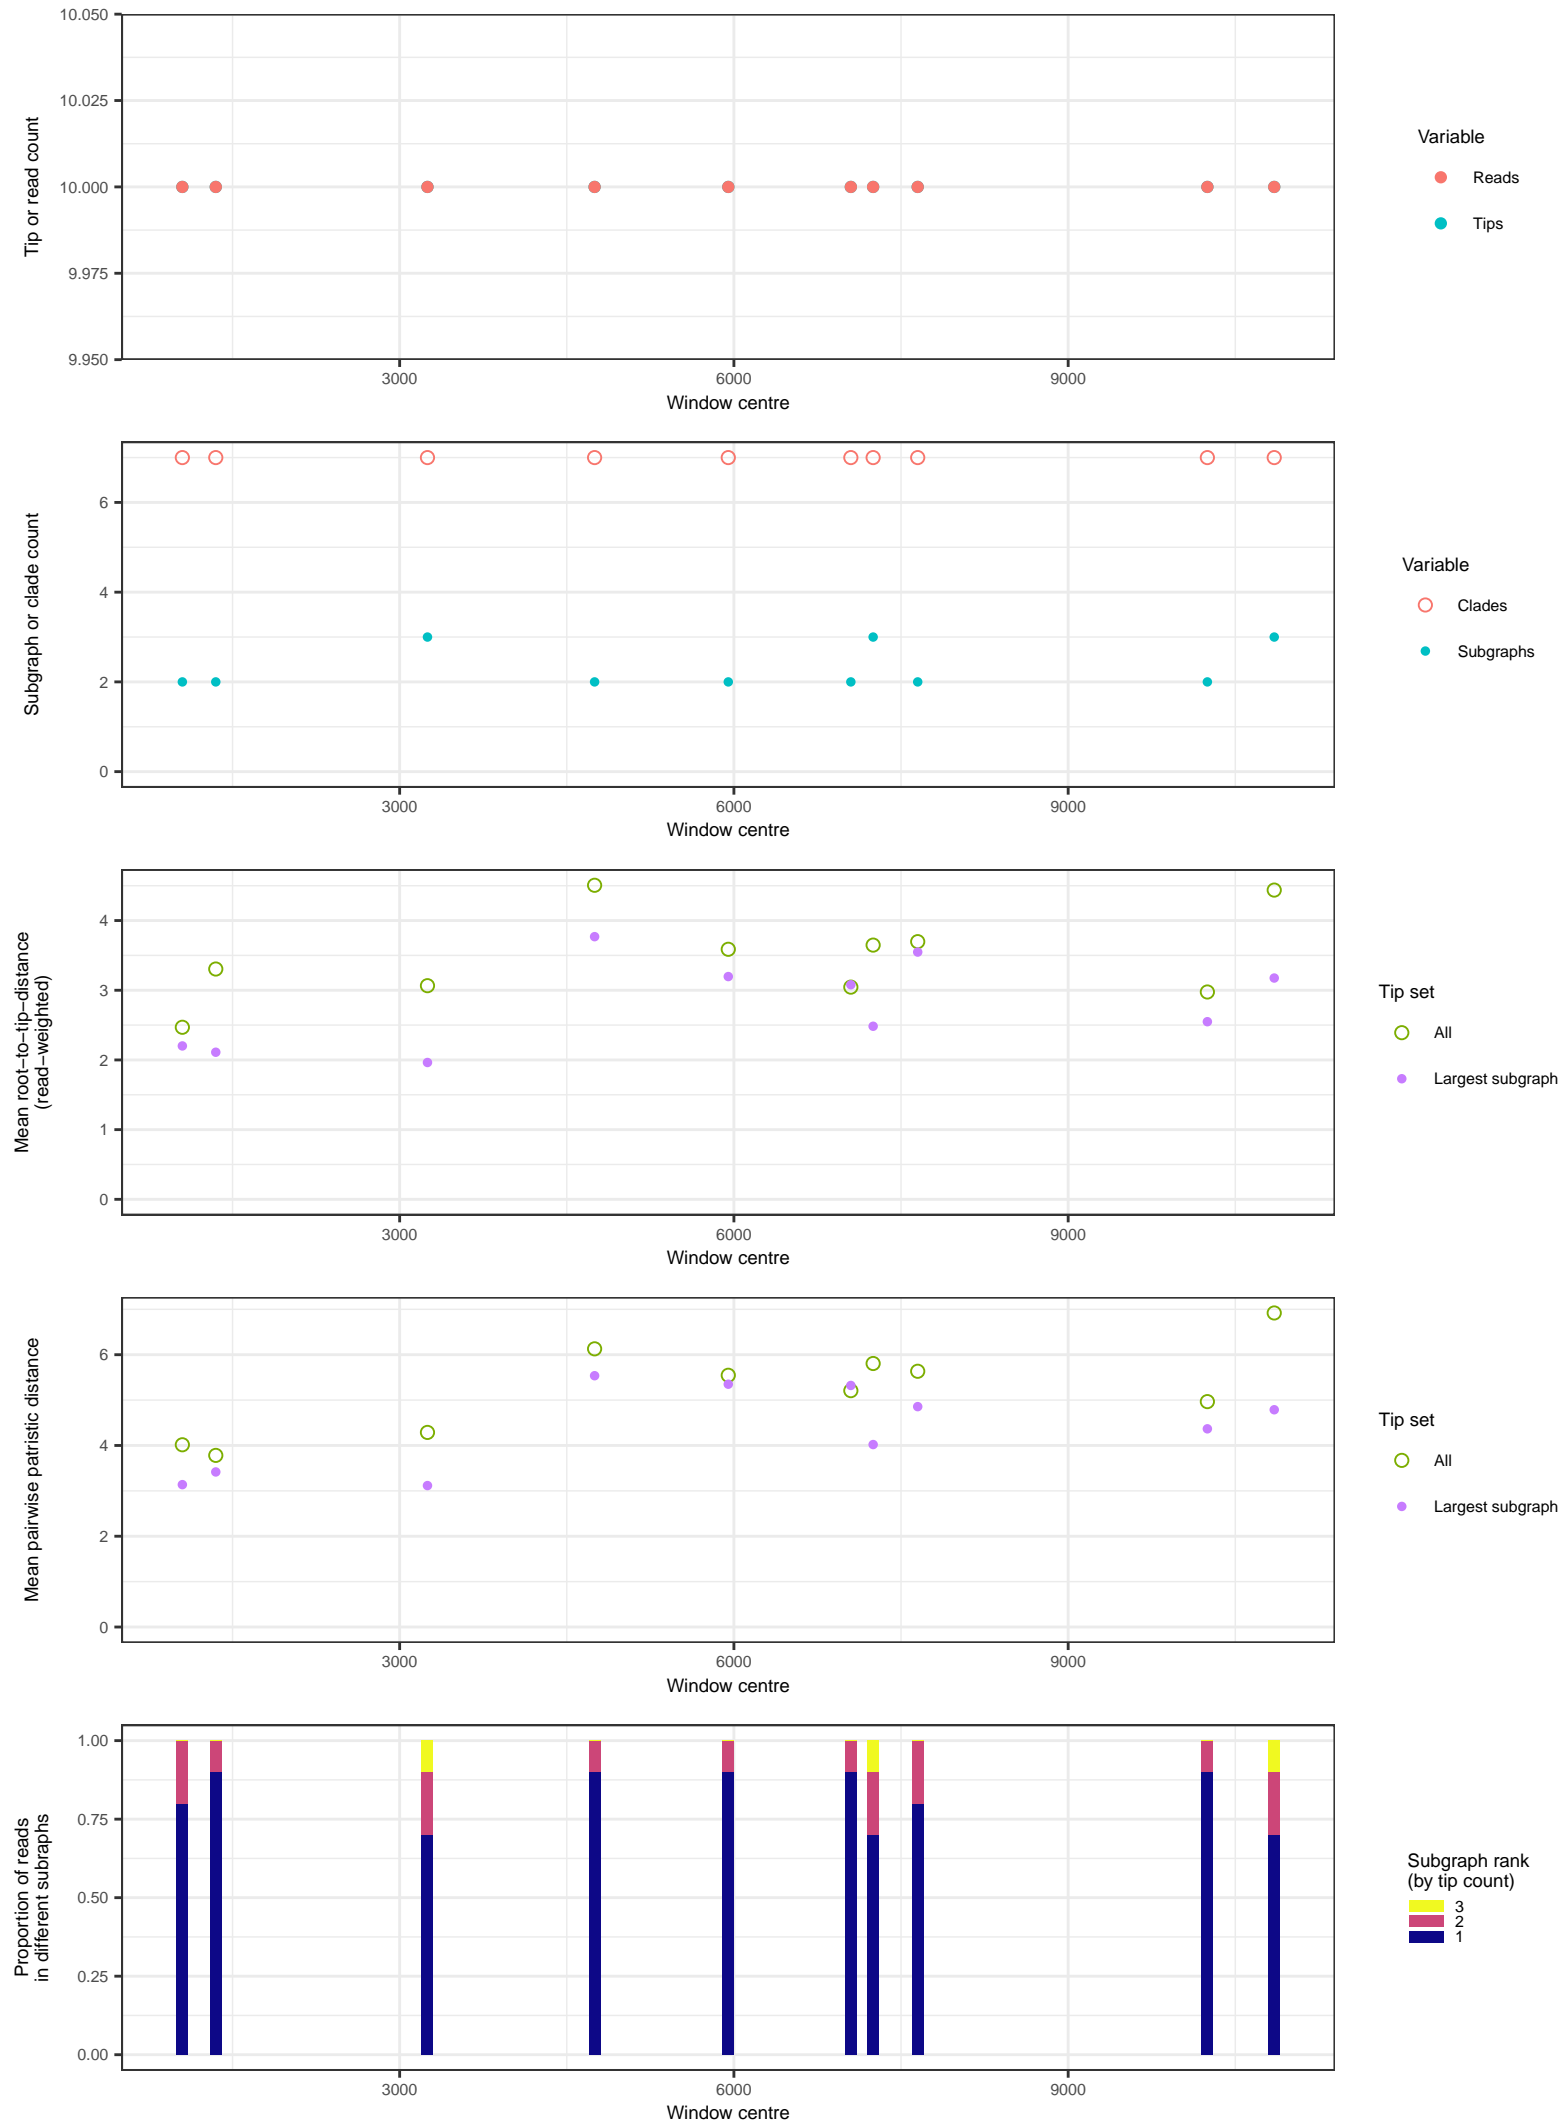 10.050
10.025
10.000
9.975
9.950
Tip or read count
3000 6000 9000
Window centre
Variable
Reads
Tips
6
4
2
0
Subgraph or clade count
3000 6000 9000
Window centre
Variable
Clades
Subgraphs
4
3
2
1
0
Mean root−to−tip−distance
(read−weighted)
3000 6000 9000
Window centre
Tip set
All
Largest subgraph
6
4
2
0
Mean pairwise patristic distance
3000 6000 9000
Window centre
Tip set
All
Largest subgraph
1.00
0.75
0.50
0.25
0.00
Proportion of reads
in different subraphs
3000 6000 9000
Window centre
Subgraph rank
(by tip count)
3
2
1